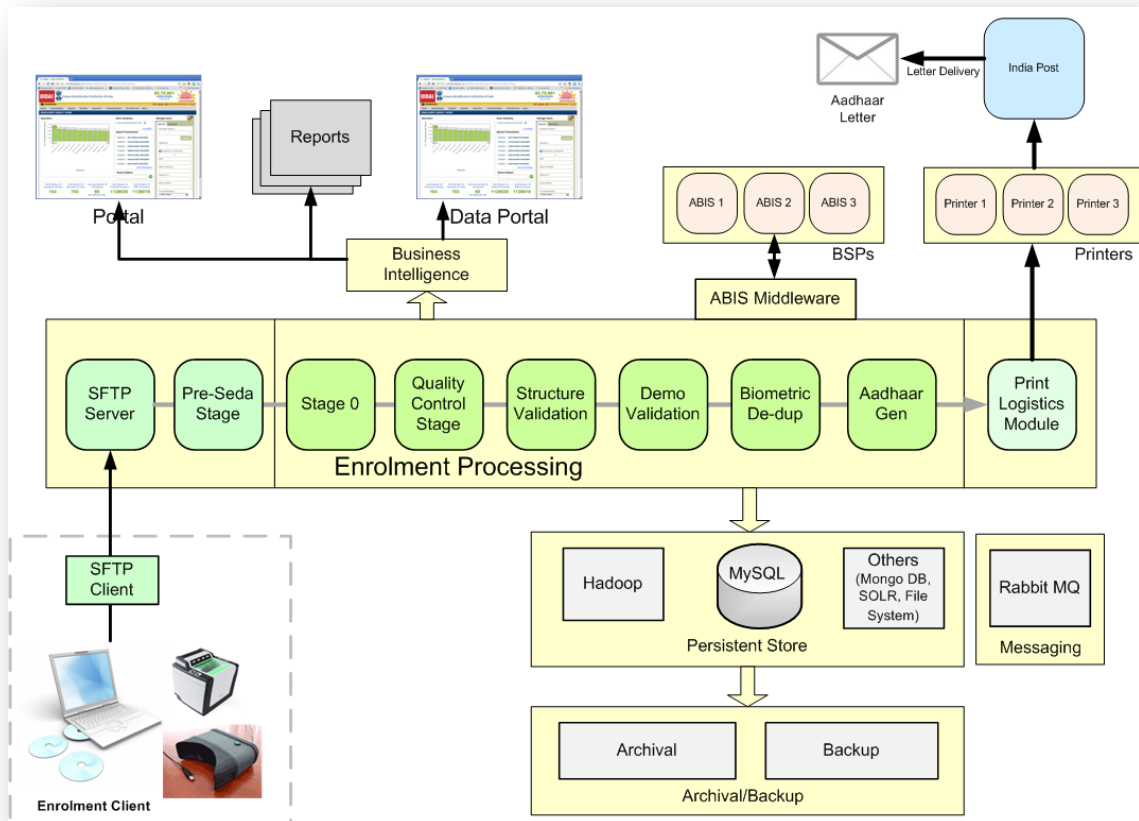 India Post
Letter Delivery
Aadhaar
Letter
Reports
Portal
Data Portal
ABIS 1
ABIS 2
ABIS 3
BSPs
Printer 1
Printer 2
Printer 3
Printers
Business
Intelligence
ABIS Middleware
SFTP
Server
Pre-Seda
Stage
Stage 0
Quality
Control
Stage
Structure
Validation
Demo
Validation
Biometric
De-dup
Aadhaar
Gen
Print
Logistics
Module
Enrolment Processing
SFTP
Client
Enrolment Client
Hadoop
MySQL
Others
(Mongo DB,
SOLR, File
System)
Persistent Store
Rabbit MQ
Messaging
Archival
Backup
Archival/Backup